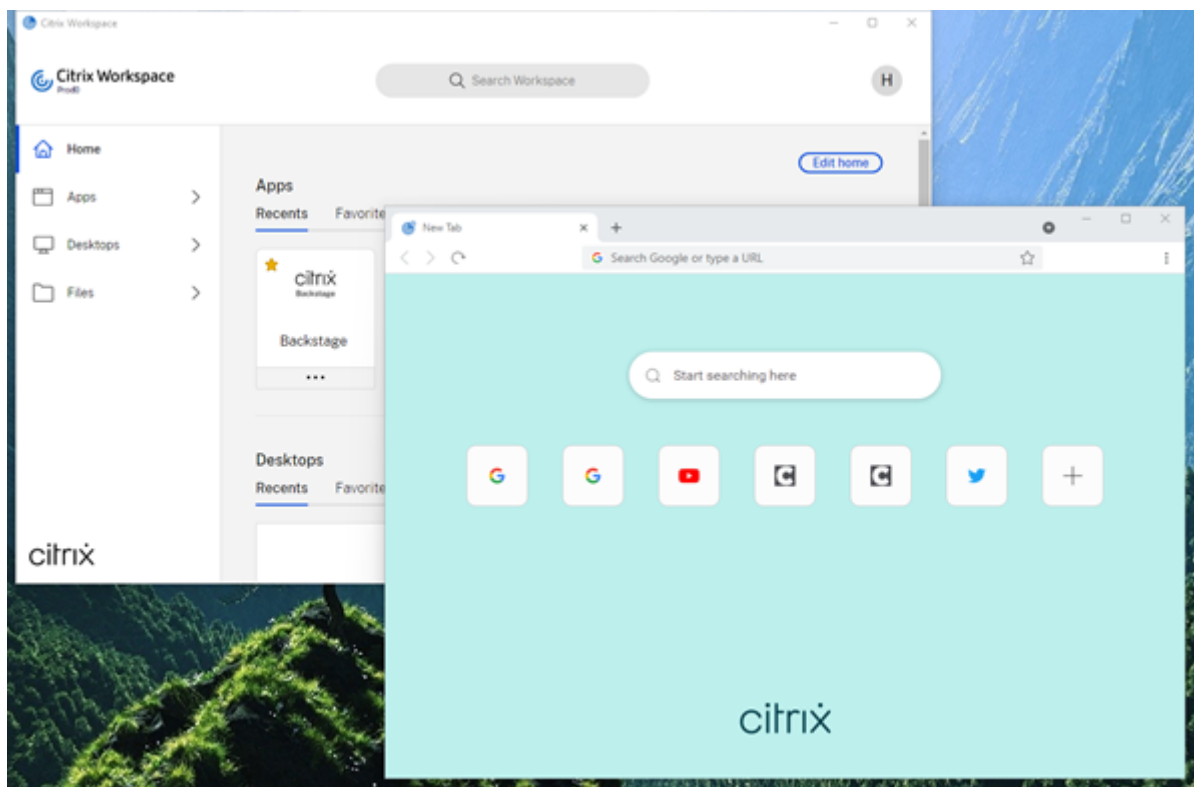 Citrix Workspace
Citrix Workspace
Search Workspace
H
Home
Edit home
Apps
Desktops
Files
Apps
Recents Favorite
citrix
Backstage
Backstage
...
Desktops
Recents Favorite
citrix
New Tab
Search Google or type a URL
Start searching here
citrix